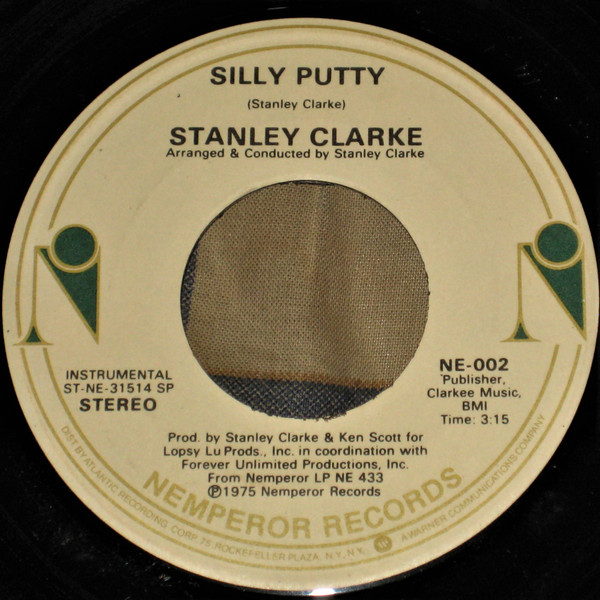 SILLY PUTTY
(Stanley Clarke)
STANLEY CLARKE
Arranged & Conducted by Stanley Clarke
INSTRUMENTAL
ST-NE-31514 SP
STEREO
NE-002
Publisher,
Clarkee Music,
BMI
Time: 3:15
Prod. by Stanley Clarke & Ken Scott for
Lopsy Lu Prods., Inc. in coordination with
Forever Unlimited Productions, Inc.
From Nemperor LP NE 433
Ⓟ1975 Nemperor Records
NEMPEROR RECORDS
DIST BY ATLANTIC RECORDING CORP. 75 ROCKEFELLER PLAZA, N.Y., N.Y. A WARNER COMMUNICATIONS COMPANY